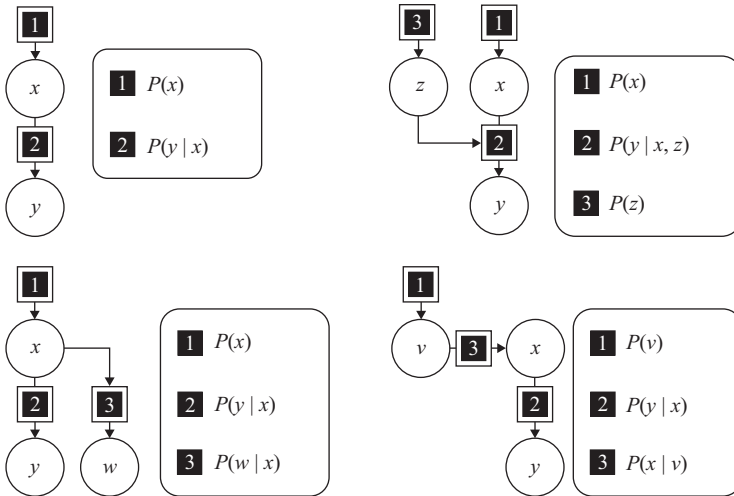 1
x
2
y
1 P(x)
2 P(y | x)
3 1
z x
2
y
1 P(x)
2 P(y | x, z)
3 P(z)
1
x
2 3
y w
1 P(x)
2 P(y | x)
3 P(w | x)
1
v 3 x
2
y
1 P(v)
2 P(y | x)
3 P(x | v)